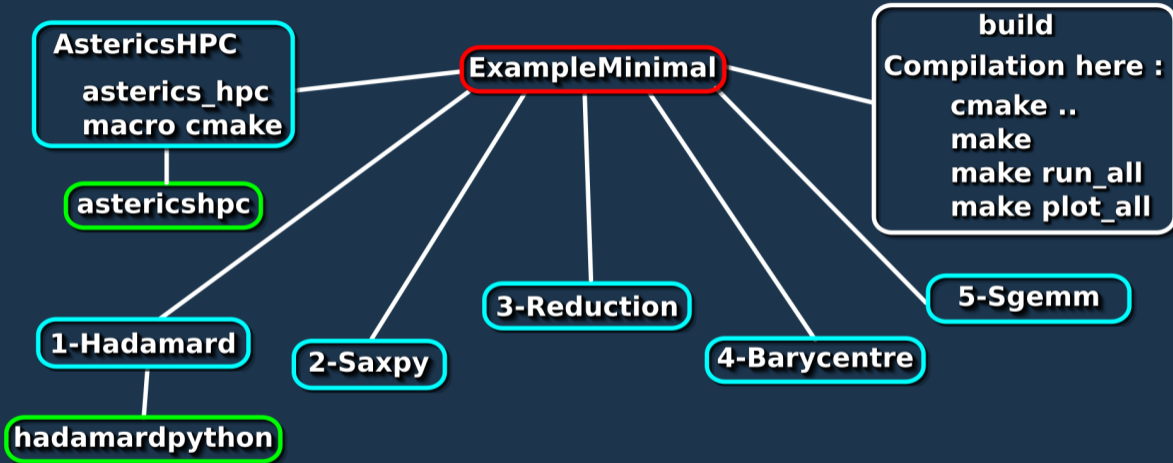 AstericsHPC
asterics_hpc
macro cmake
astericshpc
ExampleMinimal
build
Compilation here :
cmake ..
make
make run_all
make plot_all
1-Hadamard
hadamardpython
2-Saxpy
3-Reduction
4-Barycentre
5-Sgemm